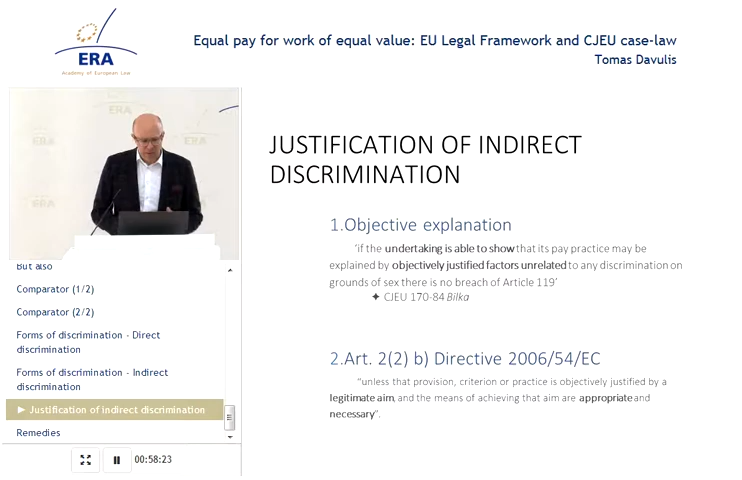 ERA
Academy of European Law
Equal pay for work of equal value: EU Legal Framework and CJEU case-law
Tomas Davulis
ERA
ERA
ERA
But also
Comparator (1/2)
Comparator (2/2)
Forms of discrimination - Direct
discrimination
Forms of discrimination - Indirect
discrimination
► Justification of indirect discrimination
Remedies
00:58:23
JUSTIFICATION OF INDIRECT
DISCRIMINATION
1.Objective explanation
‘if the undertaking is able to show that its pay practice may be
explained by objectively justified factors unrelated to any discrimination on
grounds of sex there is no breach of Article 119’
✦ CJEU 170-84 Bilka
2.Art. 2(2) b) Directive 2006/54/EC
“unless that provision, criterion or practice is objectively justified by a
legitimate aim, and the means of achieving that aim are appropriate and
necessary”.